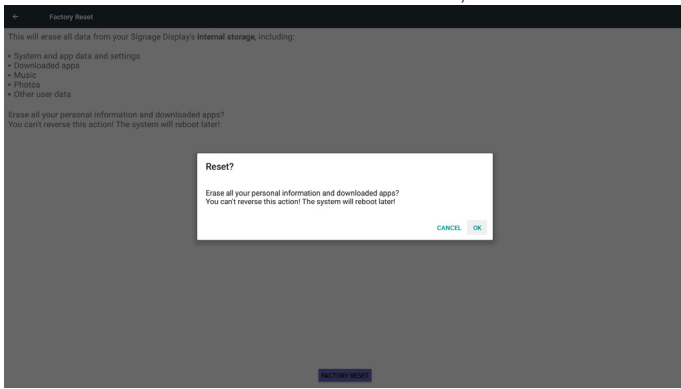 ← Factory Reset
This will erase all data from your Signage Display's Internal storage, including:
• System and app data and settings
• Downloaded apps
• Music
• Photos
• Other user data
Erase all your personal information and downloaded apps?
You can't reverse this action! The system will reboot later!
Reset?
Erase all your personal information and downloaded apps?
You can't reverse this action! The system will reboot later!
CANCEL OK
FACTORY RESET